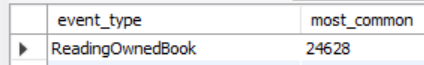 event_type most_common
ReadingOwnedBook 24628